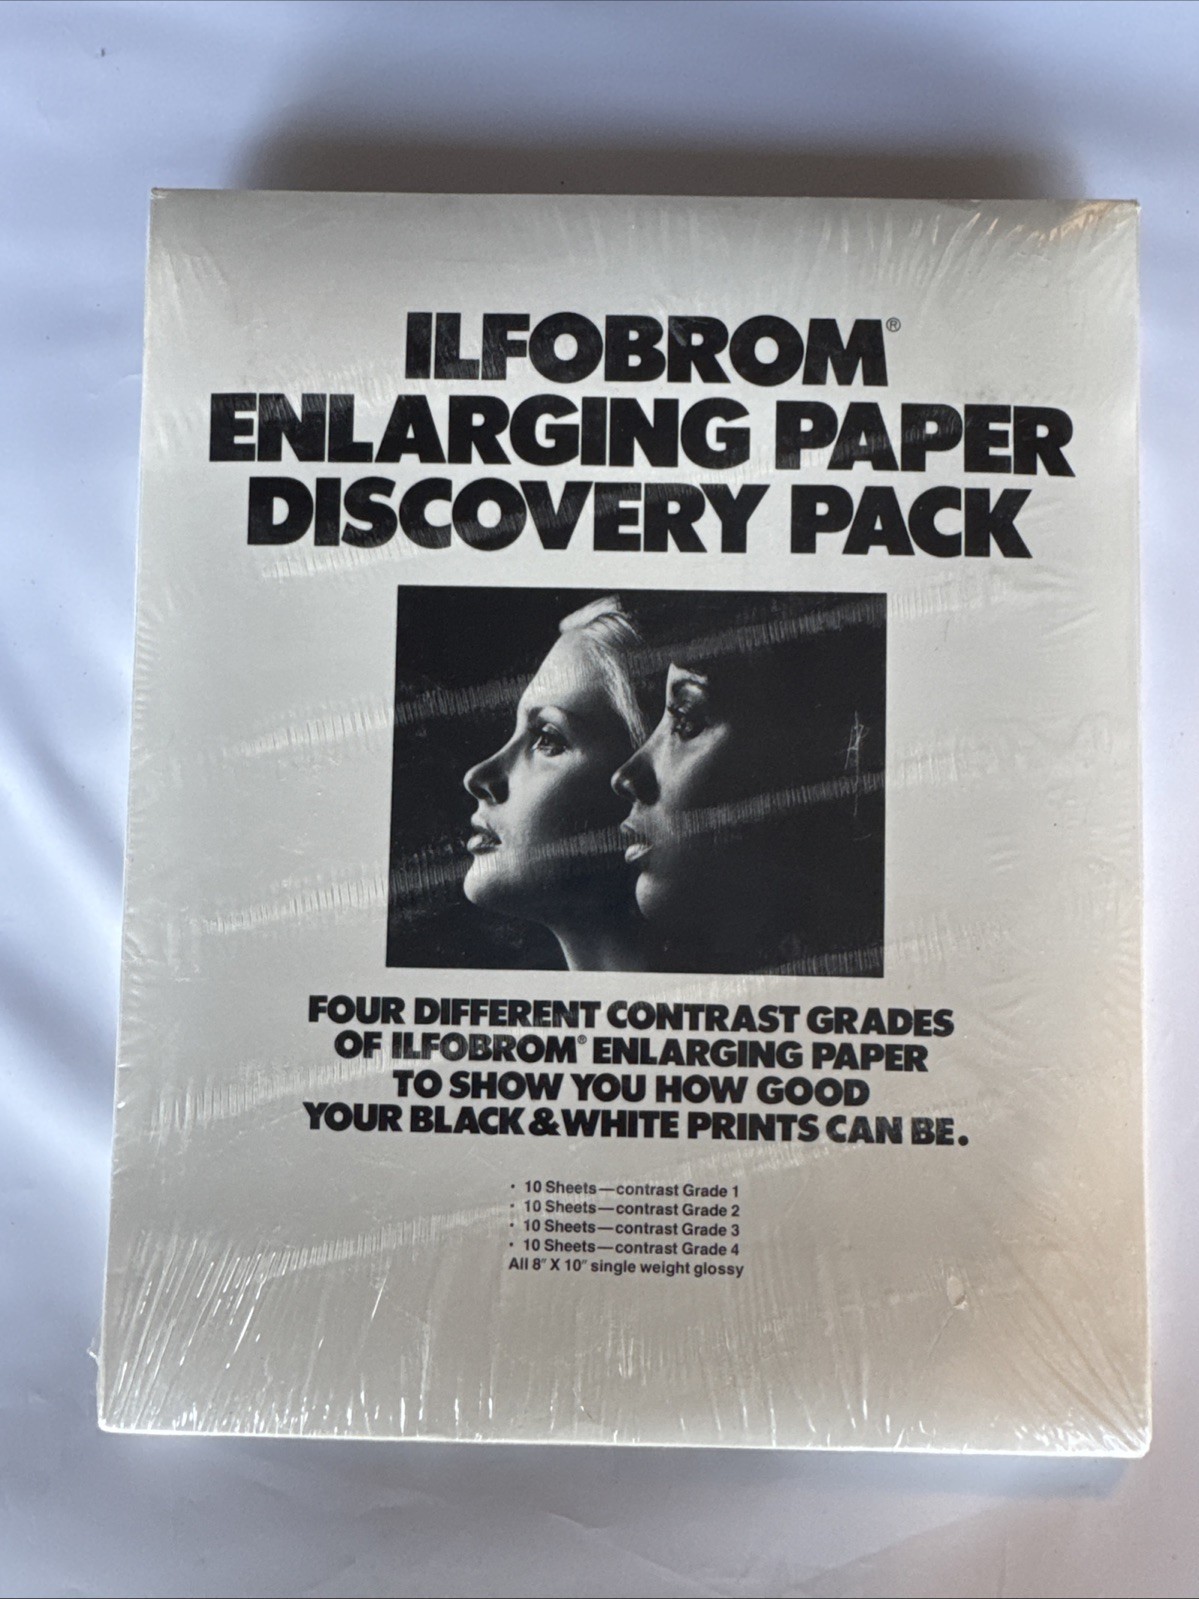 ILFOBROM®
ENLARGING PAPER
DISCOVERY PACK
FOUR DIFFERENT CONTRAST GRADES
OF ILFOBROM® ENLARGING PAPER
TO SHOW YOU HOW GOOD
YOUR BLACK & WHITE PRINTS CAN BE.
• 10 Sheets—contrast Grade 1
• 10 Sheets—contrast Grade 2
• 10 Sheets—contrast Grade 3
• 10 Sheets—contrast Grade 4
All 8" X 10" single weight glossy